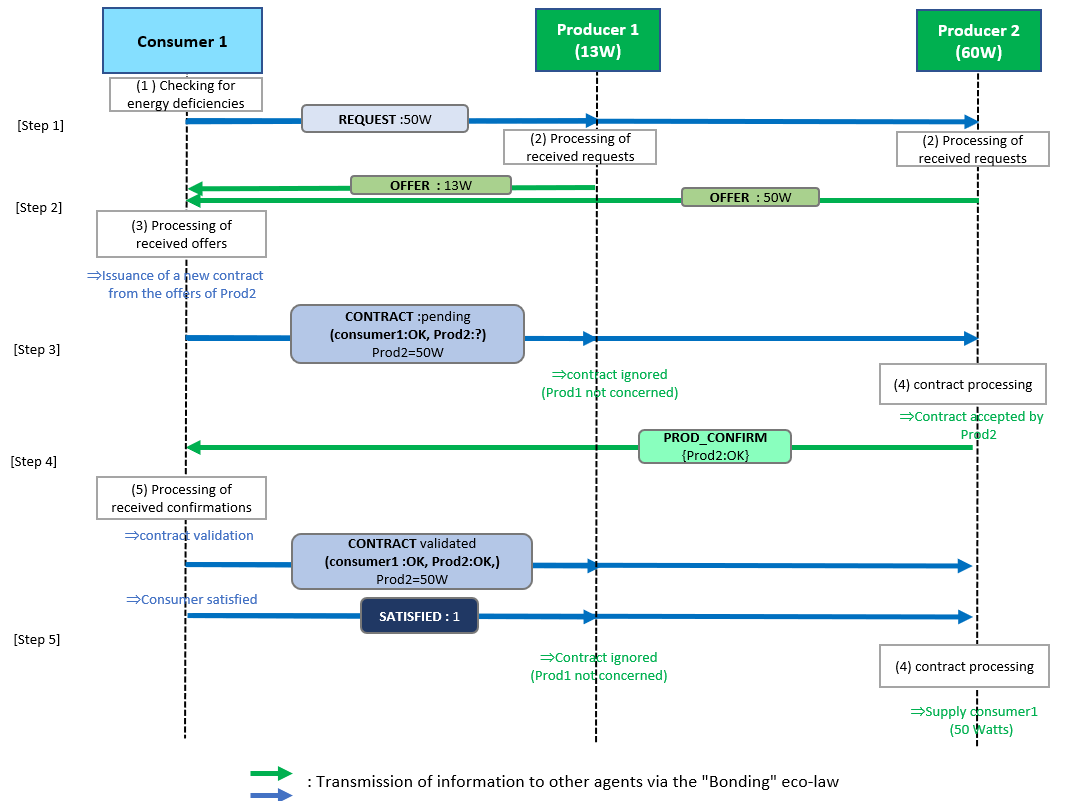 Consumer 1
Producer 1
(13W)
Producer 2
(60W)
(1 ) Checking for
energy deficiencies
[Step 1]
REQUEST :50W
(2) Processing of
received requests
(2) Processing of
received requests
OFFER : 13W
OFFER : 50W
[Step 2]
(3) Processing of
received offers
⇒Issuance of a new contract
from the offers of Prod2
CONTRACT :pending
(consumer1:OK, Prod2:?)
Prod2=50W
[Step 3]
⇒contract ignored
(Prod1 not concerned)
(4) contract processing
⇒Contract accepted by
Prod2
PROD_CONFIRM
{Prod2:OK}
[Step 4]
(5) Processing of
received confirmations
⇒contract validation
CONTRACT validated
(consumer1 :OK, Prod2:OK,)
Prod2=50W
⇒Consumer satisfied
SATISFIED : 1
[Step 5]
⇒Contract ignored
(Prod1 not concerned)
(4) contract processing
⇒Supply consumer1
(50 Watts)
: Transmission of information to other agents via the "Bonding" eco-law